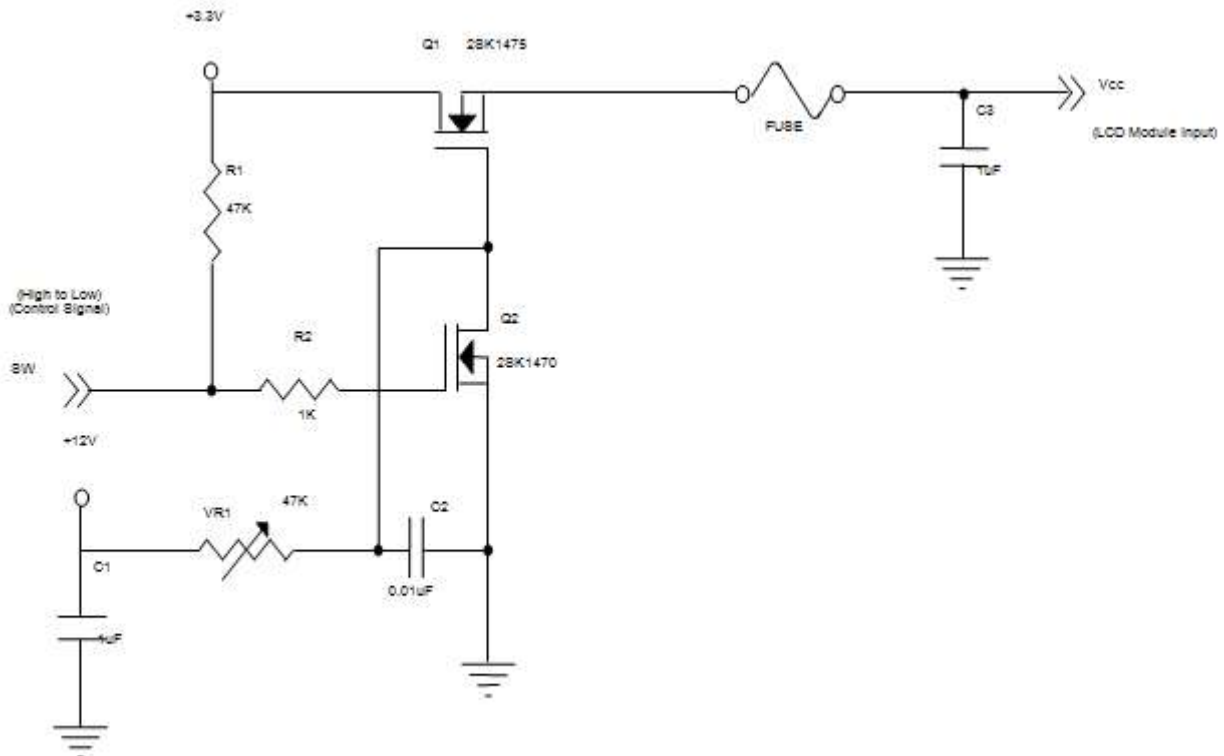 +3.3V
Q1 2SK1475
Vcc
C3
FUSE
(LCD Module Input)
R1
1uF
47K
(High to Low)
(Control Signal)
Q2
R2
SW
2SK1470
1K
+12V
47K
VR1
C2
C1
0.01uF
1uF